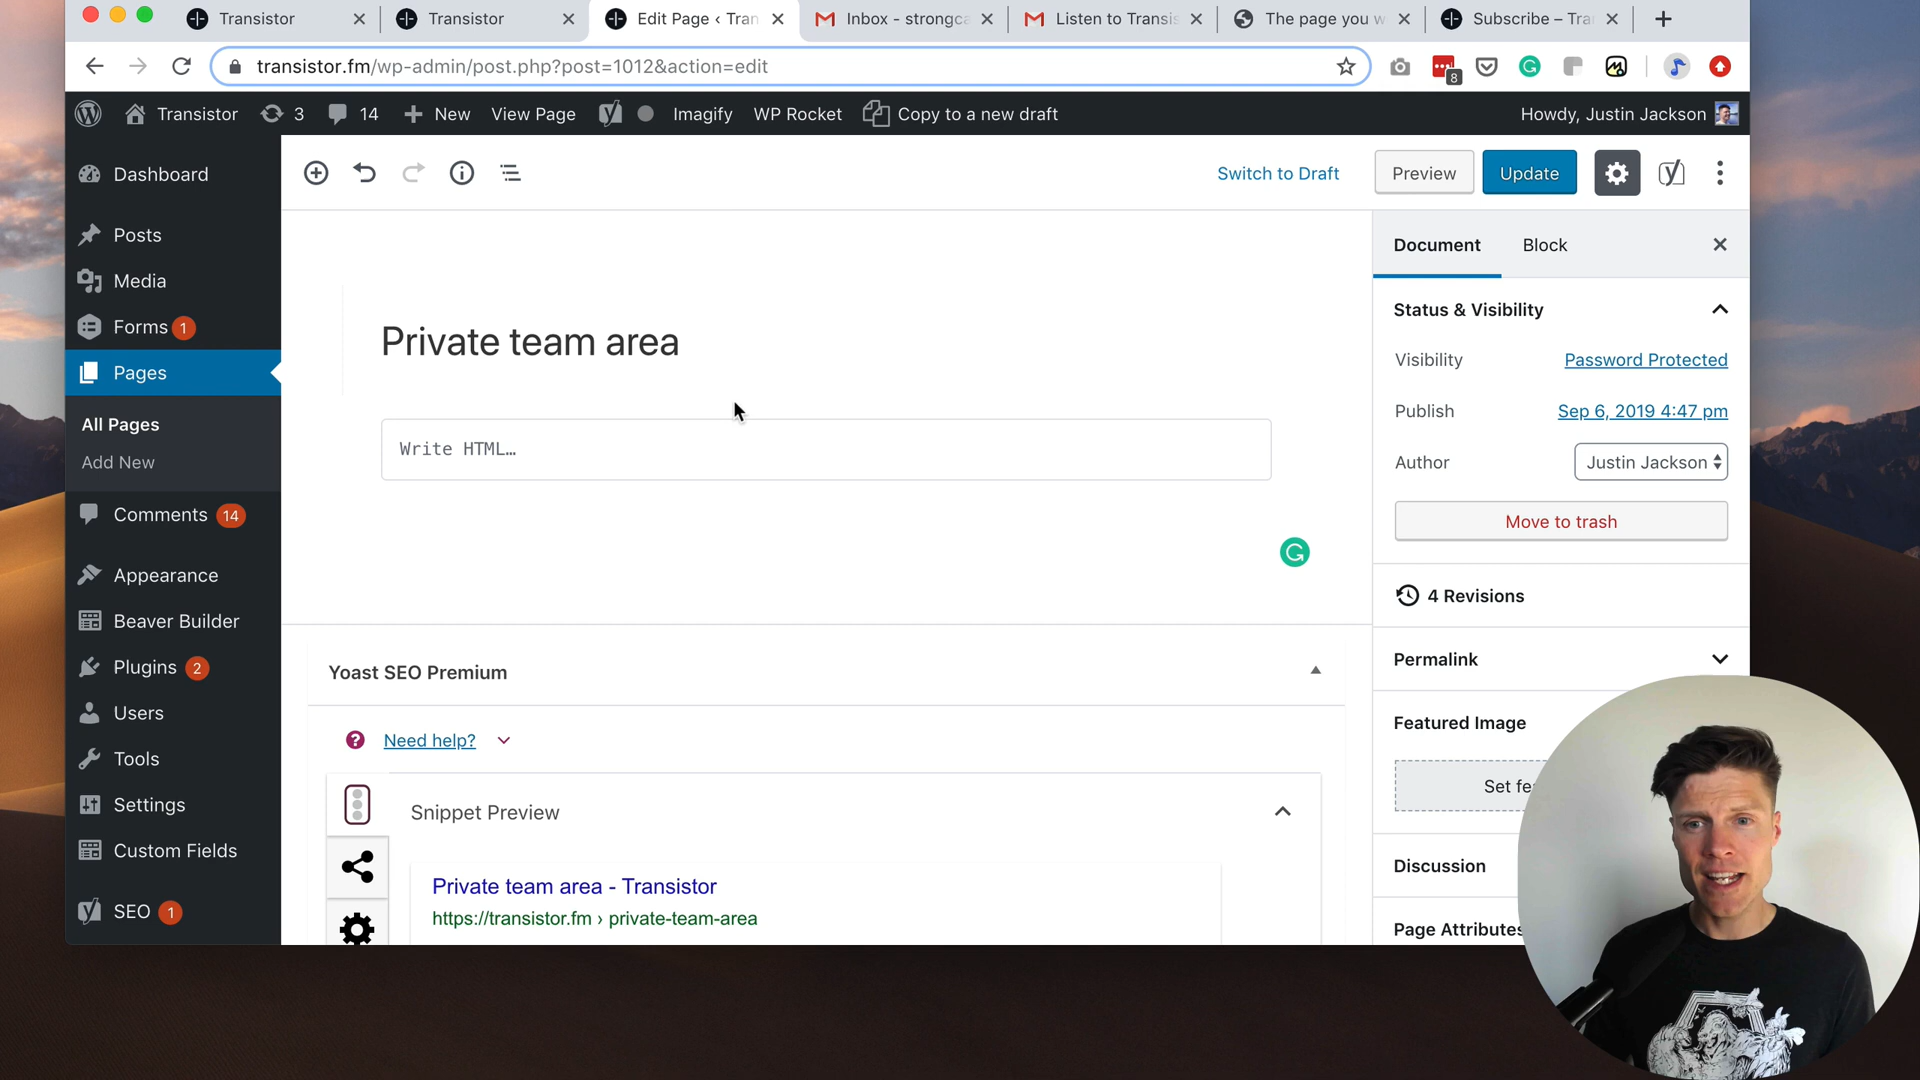 Transistor
Transistor
Edit Page ‹ Tran
Inbox - strongca
Listen to Transis
The page you w
Subscribe – Tra
transistor.fm/wp-admin/post.php?post=1012&action=edit
8
Transistor
3
14
New
View Page
Imagify
WP Rocket
Copy to a new draft
Howdy, Justin Jackson
Dashboard
Posts
Media
Forms 1
Pages
All Pages
Add New
Comments 14
Appearance
Beaver Builder
Plugins 2
Users
Tools
Settings
Custom Fields
SEO 1
Switch to Draft
Preview
Update
Private team area
Write HTML…
Yoast SEO Premium
Need help?
Snippet Preview
Private team area - Transistor
https://transistor.fm › private-team-area
Document
Block
Status & Visibility
Visibility
Password Protected
Publish
Sep 6, 2019 4:47 pm
Author
Justin Jackson
Move to trash
4 Revisions
Permalink
Featured Image
Set fe
Discussion
Page Attributes